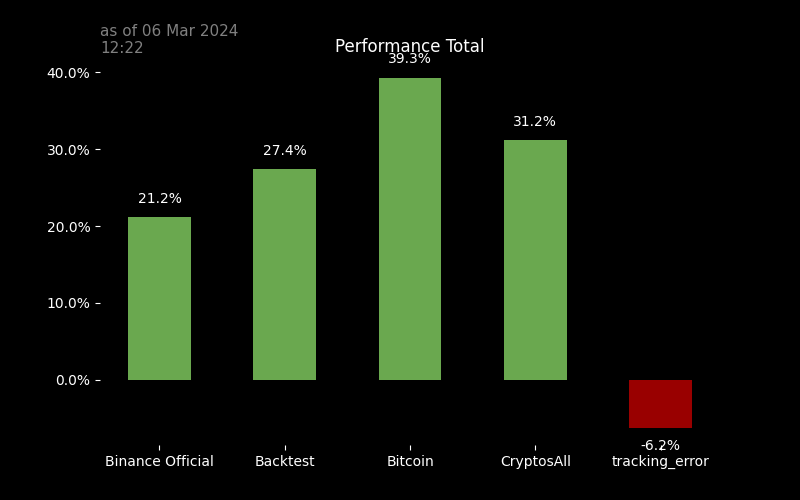 as of 06 Mar 2024
12:22
Performance Total
40.0%
30.0%
20.0%
10.0%
0.0%
21.2%
27.4%
39.3%
31.2%
-6.2%
Binance Official
Backtest
Bitcoin
CryptosAll
tracking_error